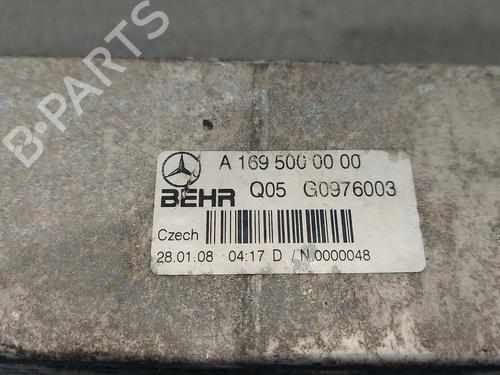 B-PARTS
A 169 500 00 00
BEHR Q05 G0976003
Czech
28.01.08 04:17 D / N.0000048